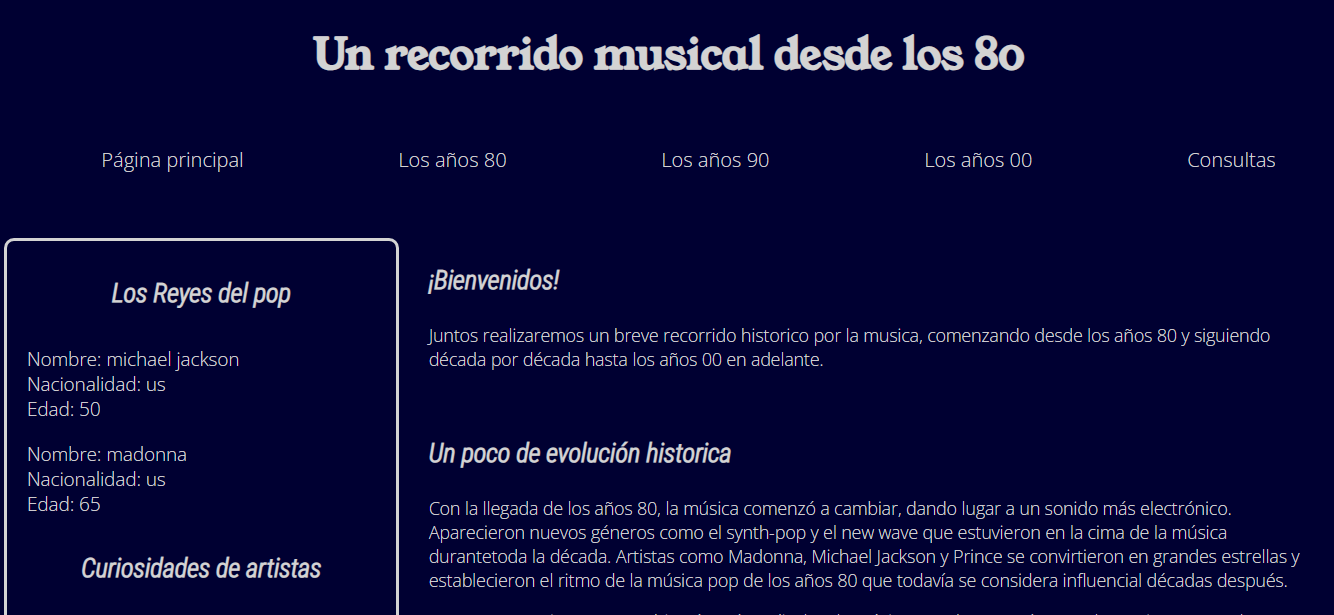 Un recorrido musical desde los 80
Página principal Los años 80 Los años 90 Los años 00 Consultas
Los Reyes del pop
Nombre: michael jackson
Nacionalidad: us
Edad: 50
Nombre: madonna
Nacionalidad: us
Edad: 65
Curiosidades de artistas
¡Bienvenidos!
Juntos realizaremos un breve recorrido historico por la musica, comenzando desde los años 80 y siguiendo
década por década hasta los años 00 en adelante.
Un poco de evolución historica
Con la llegada de los años 80, la música comenzó a cambiar, dando lugar a un sonido más electrónico.
Aparecieron nuevos géneros como el synth-pop y el new wave que estuvieron en la cima de la música
durantetoda la década. Artistas como Madonna, Michael Jackson y Prince se convirtieron en grandes estrellas y
establecieron el ritmo de la música pop de los años 80 que todavía se considera influencial décadas después.